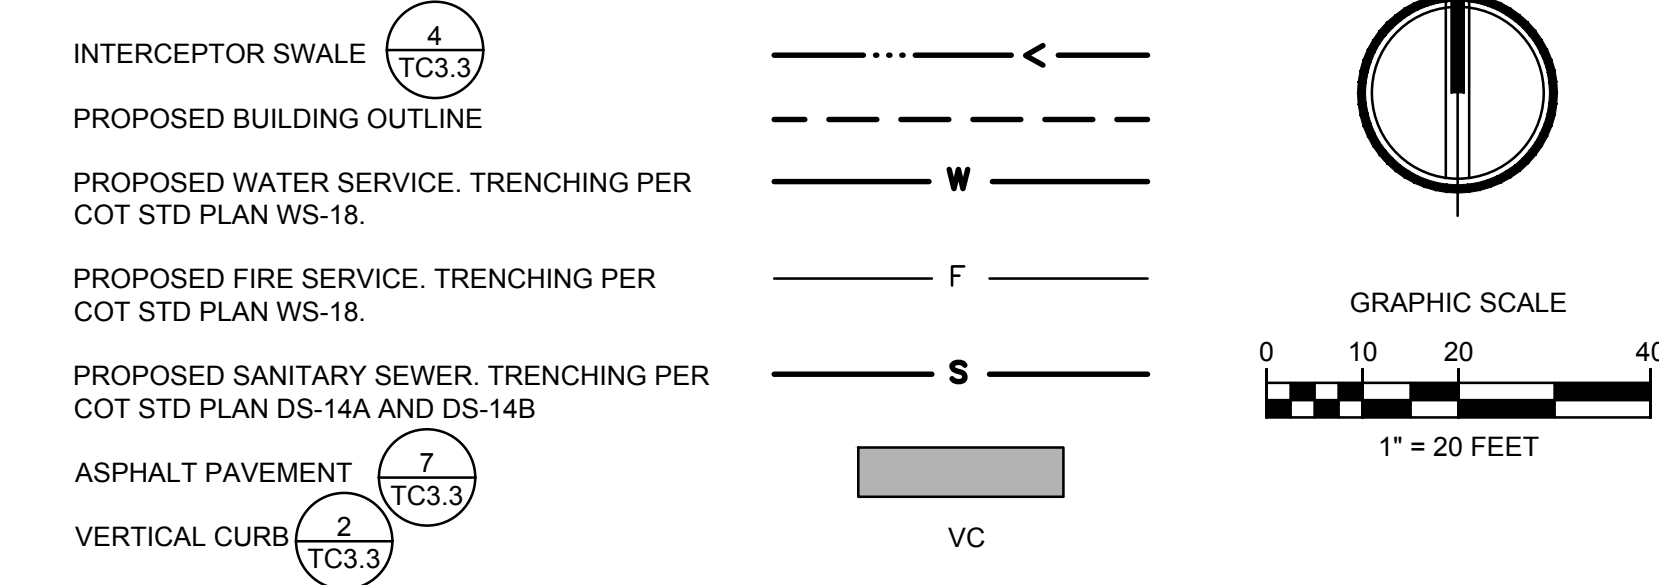 INTERCEPTOR SWALE
4
TC3.3
<
PROPOSED BUILDING OUTLINE
PROPOSED WATER SERVICE. TRENCHING PER
COT STD PLAN WS-18.
W
PROPOSED FIRE SERVICE. TRENCHING PER
COT STD PLAN WS-18.
F
PROPOSED SANITARY SEWER. TRENCHING PER
COT STD PLAN DS-14A AND DS-14B
S
ASPHALT PAVEMENT
7
TC3.3
VERTICAL CURB
2
TC3.3
VC
GRAPHIC SCALE
0 10 20 40
1" = 20 FEET